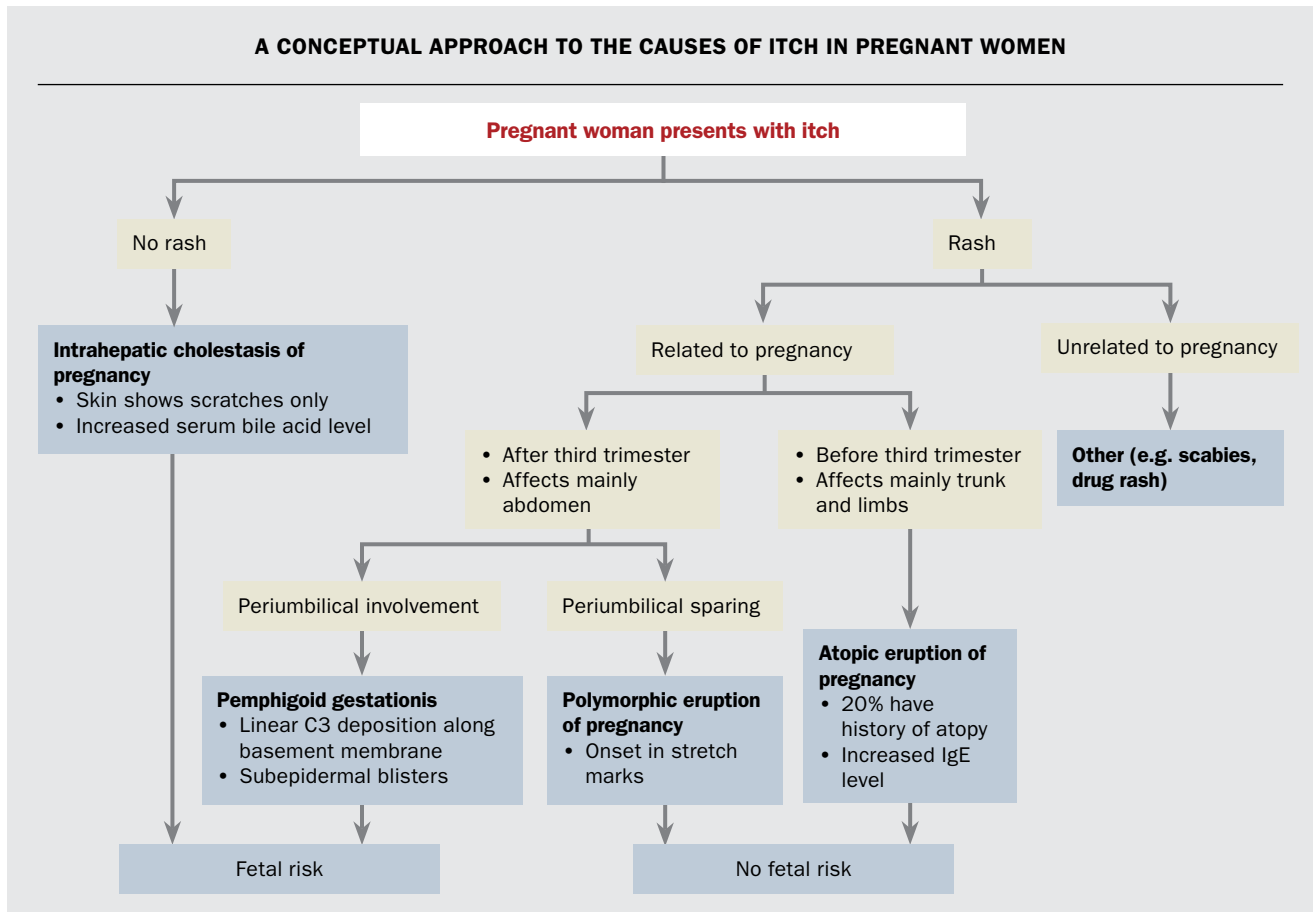 A CONCEPTUAL APPROACH TO THE CAUSES OF ITCH IN PREGNANT WOMEN
Pregnant woman presents with itch
No rash
Rash
Intrahepatic cholestasis of
pregnancy
• Skin shows scratches only
• Increased serum bile acid level
Related to pregnancy
Unrelated to pregnancy
• After third trimester
• Affects mainly
abdomen
• Before third trimester
• Affects mainly trunk
and limbs
Other (e.g. scabies,
drug rash)
Periumbilical involvement
Periumbilical sparing
Pemphigoid gestationis
• Linear C3 deposition along
basement membrane
• Subepidermal blisters
Polymorphic eruption
of pregnancy
• Onset in stretch
marks
Atopic eruption of
pregnancy
• 20% have
history of atopy
• Increased IgE
level
Fetal risk
No fetal risk